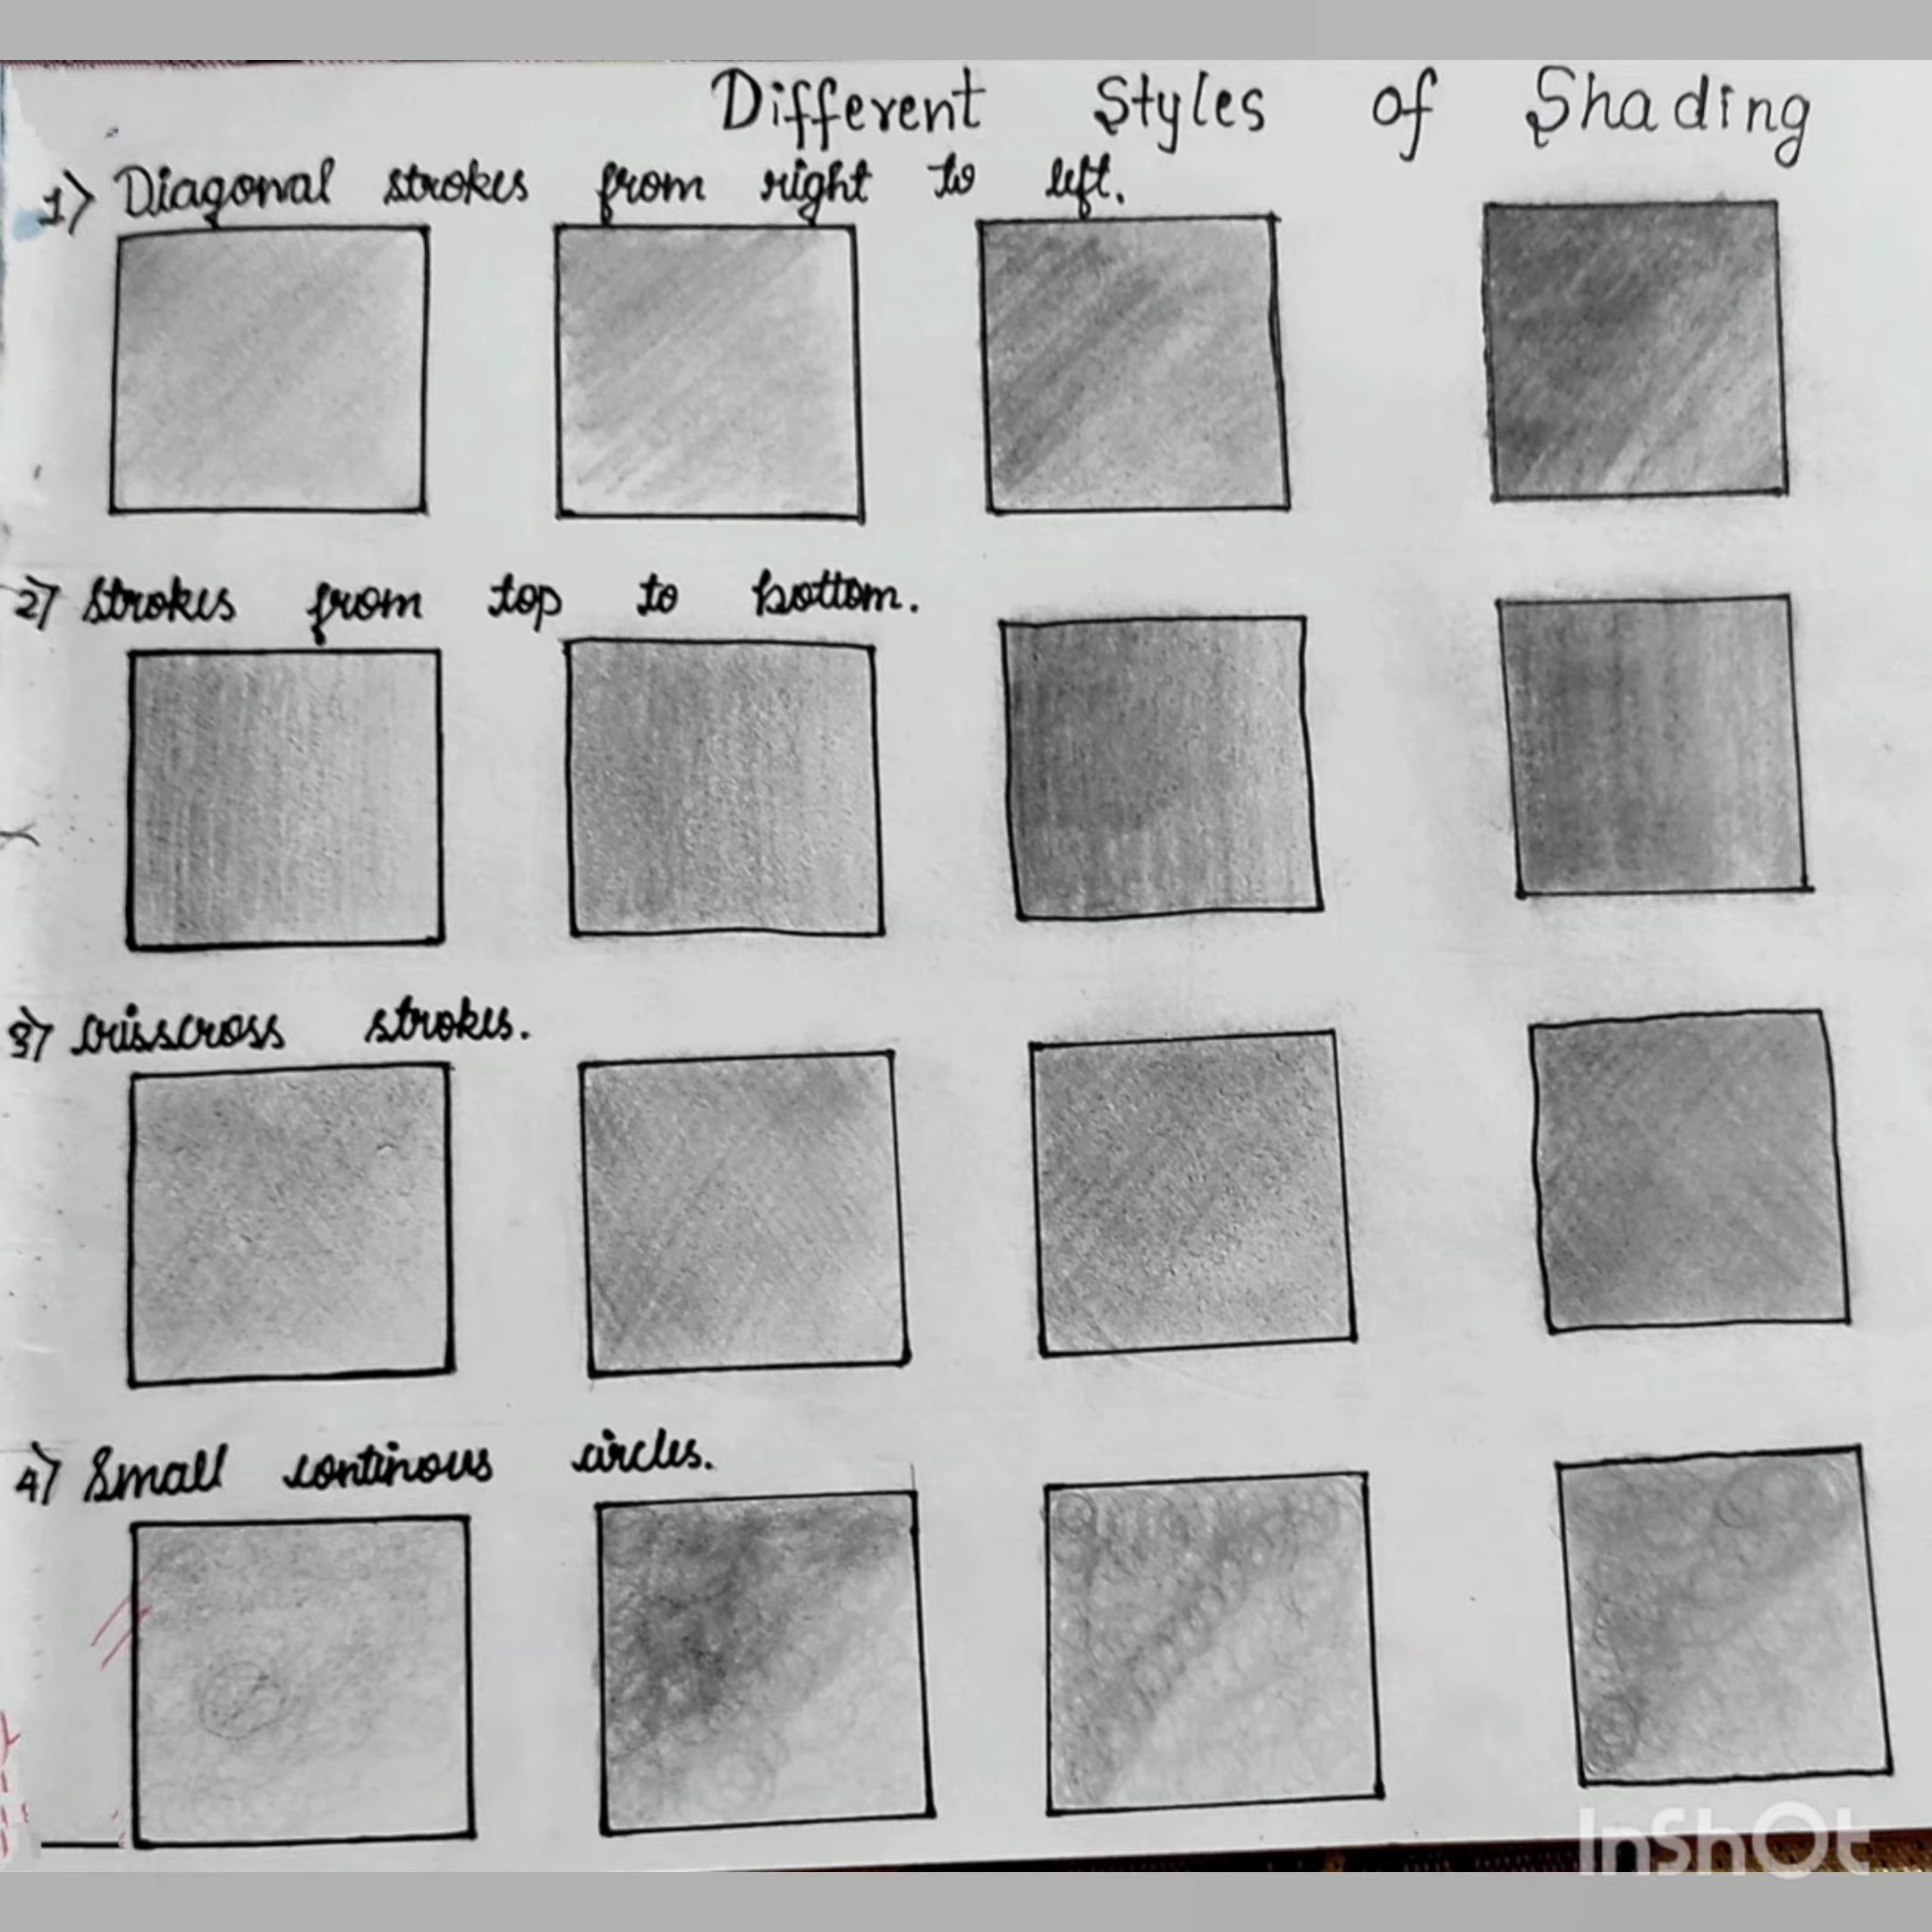 Different Styles of Shading
1) Diagonal strokes from right to left.
2) Strokes from top to bottom.
3) crisscross strokes.
4) Small continous circles.
InShOt